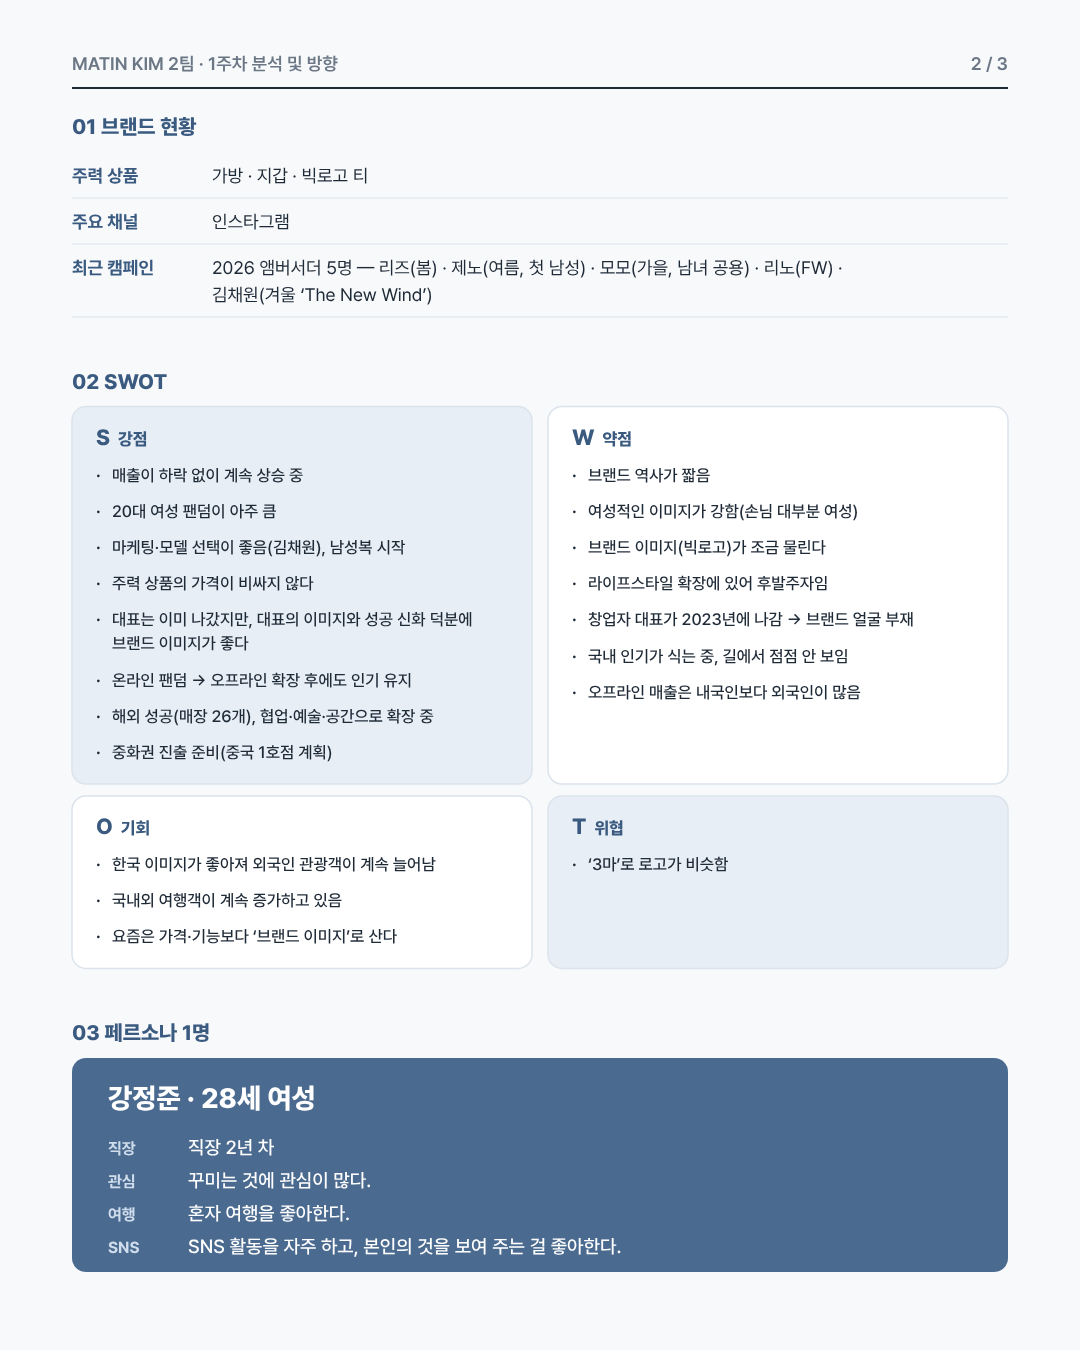 MATIN KIM 2팀 · 1주차 분석 및 방향
2 / 3
01 브랜드 현황
주력 상품 가방 · 지갑 · 빅로고 티
주요 채널 인스타그램
최근 캠페인 2026 앰버서더 5명 — 리즈(봄) · 제노(여름, 첫 남성) · 모모(가을, 남녀 공용) · 리노(FW) ·
김채원(겨울 ‘The New Wind’)
02 SWOT
S 강점
· 매출이 하락 없이 계속 상승 중
· 20대 여성 팬덤이 아주 큼
· 마케팅·모델 선택이 좋음(김채원), 남성복 시작
· 주력 상품의 가격이 비싸지 않다
· 대표는 이미 나갔지만, 대표의 이미지와 성공 신화 덕분에
브랜드 이미지가 좋다
· 온라인 팬덤 → 오프라인 확장 후에도 인기 유지
· 해외 성공(매장 26개), 협업·예술·공간으로 확장 중
· 중화권 진출 준비(중국 1호점 계획)
W 약점
· 브랜드 역사가 짧음
· 여성적인 이미지가 강함(손님 대부분 여성)
· 브랜드 이미지(빅로고)가 조금 물린다
· 라이프스타일 확장에 있어 후발주자임
· 창업자 대표가 2023년에 나감 → 브랜드 얼굴 부재
· 국내 인기가 식는 중, 길에서 점점 안 보임
· 오프라인 매출은 내국인보다 외국인이 많음
O 기회
· 한국 이미지가 좋아져 외국인 관광객이 계속 늘어남
· 국내외 여행객이 계속 증가하고 있음
· 요즘은 가격·기능보다 ‘브랜드 이미지’로 산다
T 위협
· ‘3마’로 로고가 비슷함
03 페르소나 1명
강정준 · 28세 여성
직장 직장 2년 차
관심 꾸미는 것에 관심이 많다.
여행 혼자 여행을 좋아한다.
SNS SNS 활동을 자주 하고, 본인의 것을 보여 주는 걸 좋아한다.